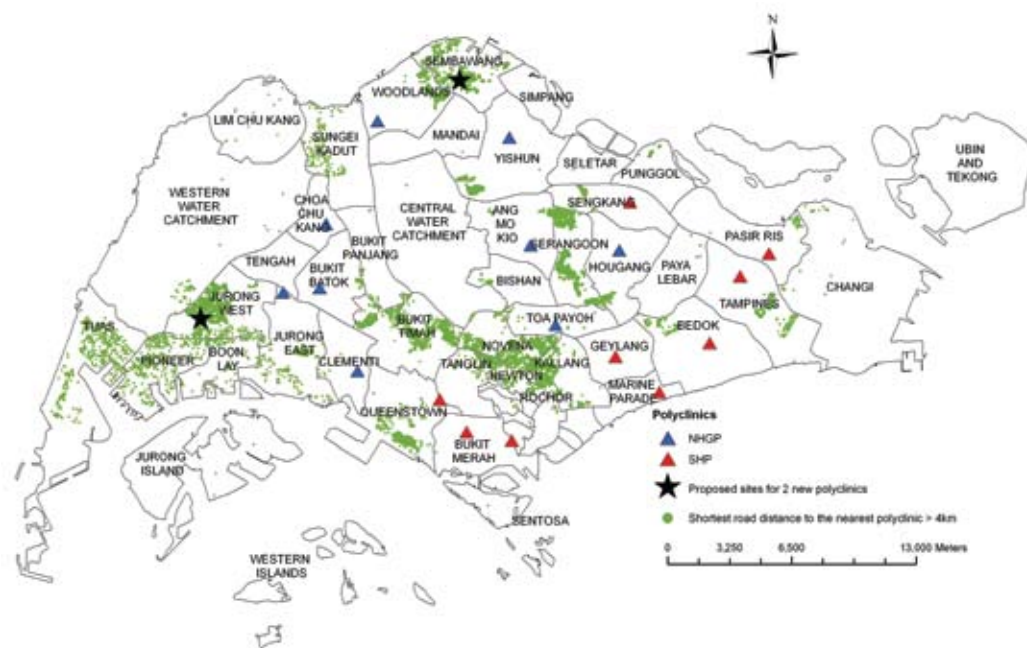 SEMBAWANG
WOODLANDS
SIMPANG
LIM CHU KANG
SUNGEI
KADUT
MANDAI
YISHUN
SELETAR
PUNGGOL
UBIN
AND
TEKONG
WESTERN
WATER
CATCHMENT
CHOA
CHU
KANG
CENTRAL
WATER
CATCHMENT
ANG
MO
KIO
SENGKANG
SERANGOON
HOUGANG
PASIR RIS
PAYA
LEBAR
CHANGI
TENGAH
BUKIT
PANJANG
BUKIT
BATOK
BISHAN
TAMPINES
JURONG
WEST
TUAS
PIONEER
BOON
LAY
JURONG
EAST
BUKIT
TIMAH
TOA PAYOH
BEDOK
CLEMENTI
TANGLIN
NOVENA
NEWTON
KALLANG
GEYLANG
ROCHOR
MARINE
PARADE
QUEENSTOWN
BUKIT
MERAH
JURONG
ISLAND
SENTOSA
WESTERN
ISLANDS
Polyclinics
NHGP
SHP
Proposed sites for 2 new polyclinics
Shortest road distance to the nearest polyclinic > 4km
0 3,250 6,500 13,000 Meters